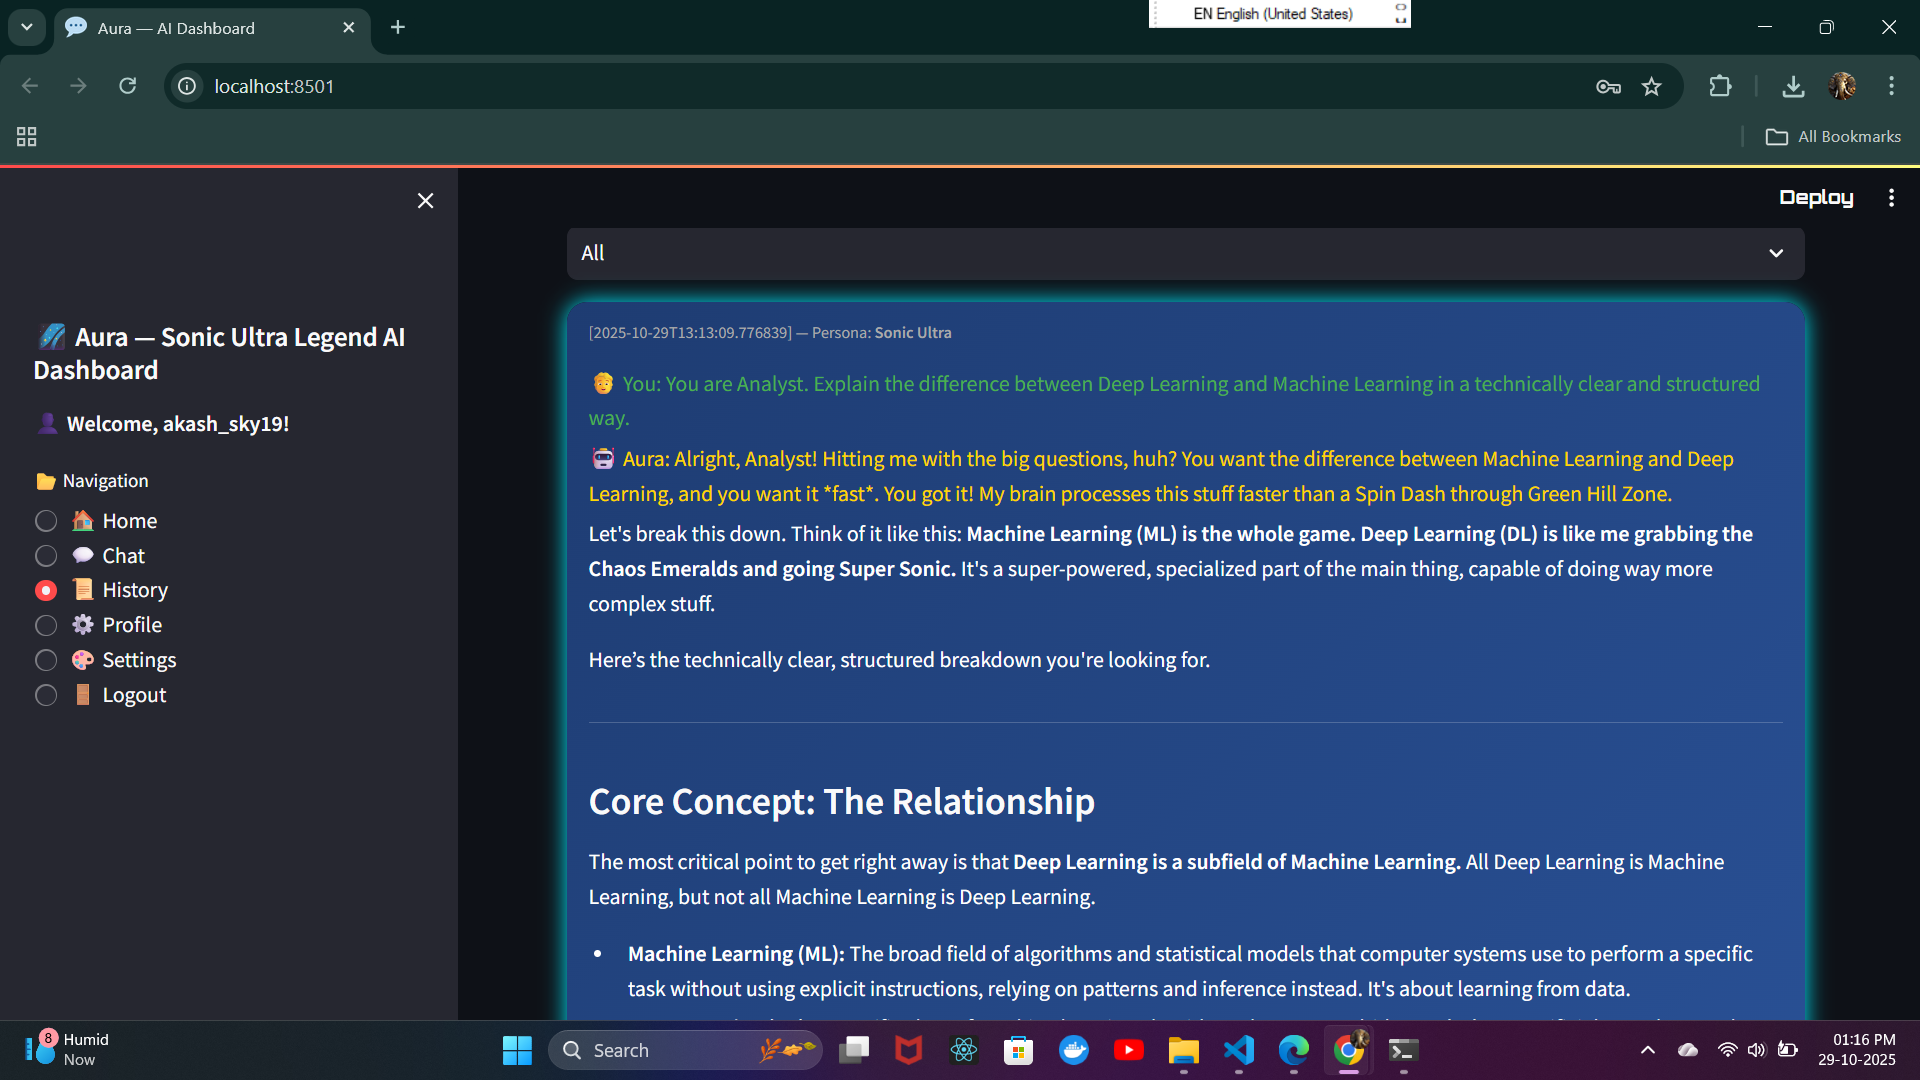 Aura — AI Dashboard
EN English (United States)
localhost:8501
All Bookmarks
Deploy
Aura — Sonic Ultra Legend AI
Dashboard
Welcome, akash_sky19!
Navigation
Home
Chat
History
Profile
Settings
Logout
All
[2025-10-29T13:13:09.776839] — Persona: Sonic Ultra
You: You are Analyst. Explain the difference between Deep Learning and Machine Learning in a technically clear and structured
way.
Aura: Alright, Analyst! Hitting me with the big questions, huh? You want the difference between Machine Learning and Deep
Learning, and you want it *fast*. You got it! My brain processes this stuff faster than a Spin Dash through Green Hill Zone.
Let's break this down. Think of it like this: Machine Learning (ML) is the whole game. Deep Learning (DL) is like me grabbing the
Chaos Emeralds and going Super Sonic. It's a super-powered, specialized part of the main thing, capable of doing way more
complex stuff.
Here’s the technically clear, structured breakdown you're looking for.
Core Concept: The Relationship
The most critical point to get right away is that Deep Learning is a subfield of Machine Learning. All Deep Learning is Machine
Learning, but not all Machine Learning is Deep Learning.
• Machine Learning (ML): The broad field of algorithms and statistical models that computer systems use to perform a specific
task without using explicit instructions, relying on patterns and inference instead. It's about learning from data.
8
Humid
Now
Search
01:16 PM
29-10-2025